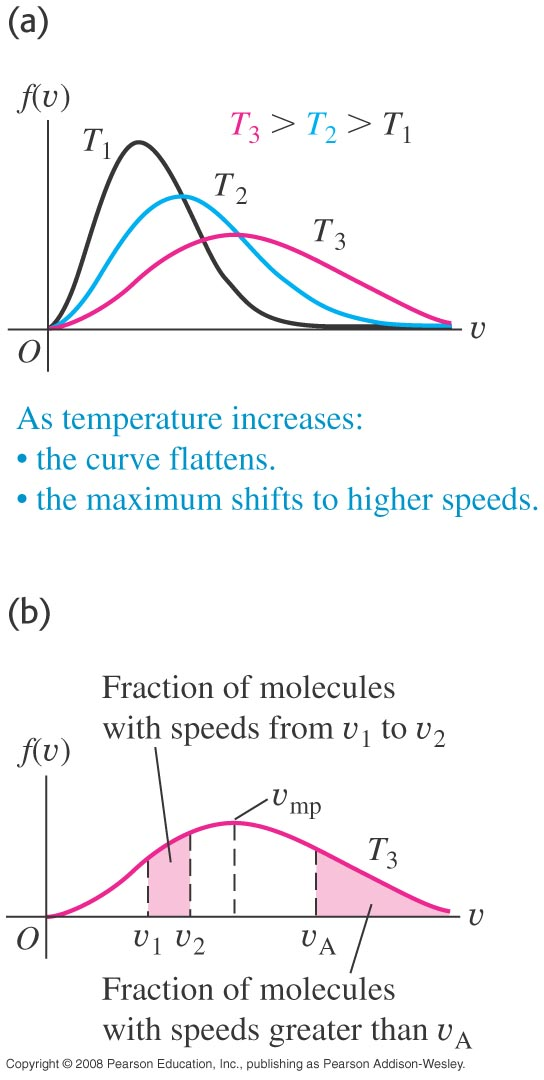 (a)
f(v)
T3 > T2 > T1
T1
T2
T3
v
O
As temperature increases:
• the curve flattens.
• the maximum shifts to higher speeds.
(b)
Fraction of molecules
with speeds from v1 to v2
f(v)
vmp
T3
v
O
v1 v2
vA
Fraction of molecules
with speeds greater than vA
Copyright © 2008 Pearson Education, Inc., publishing as Pearson Addison-Wesley.